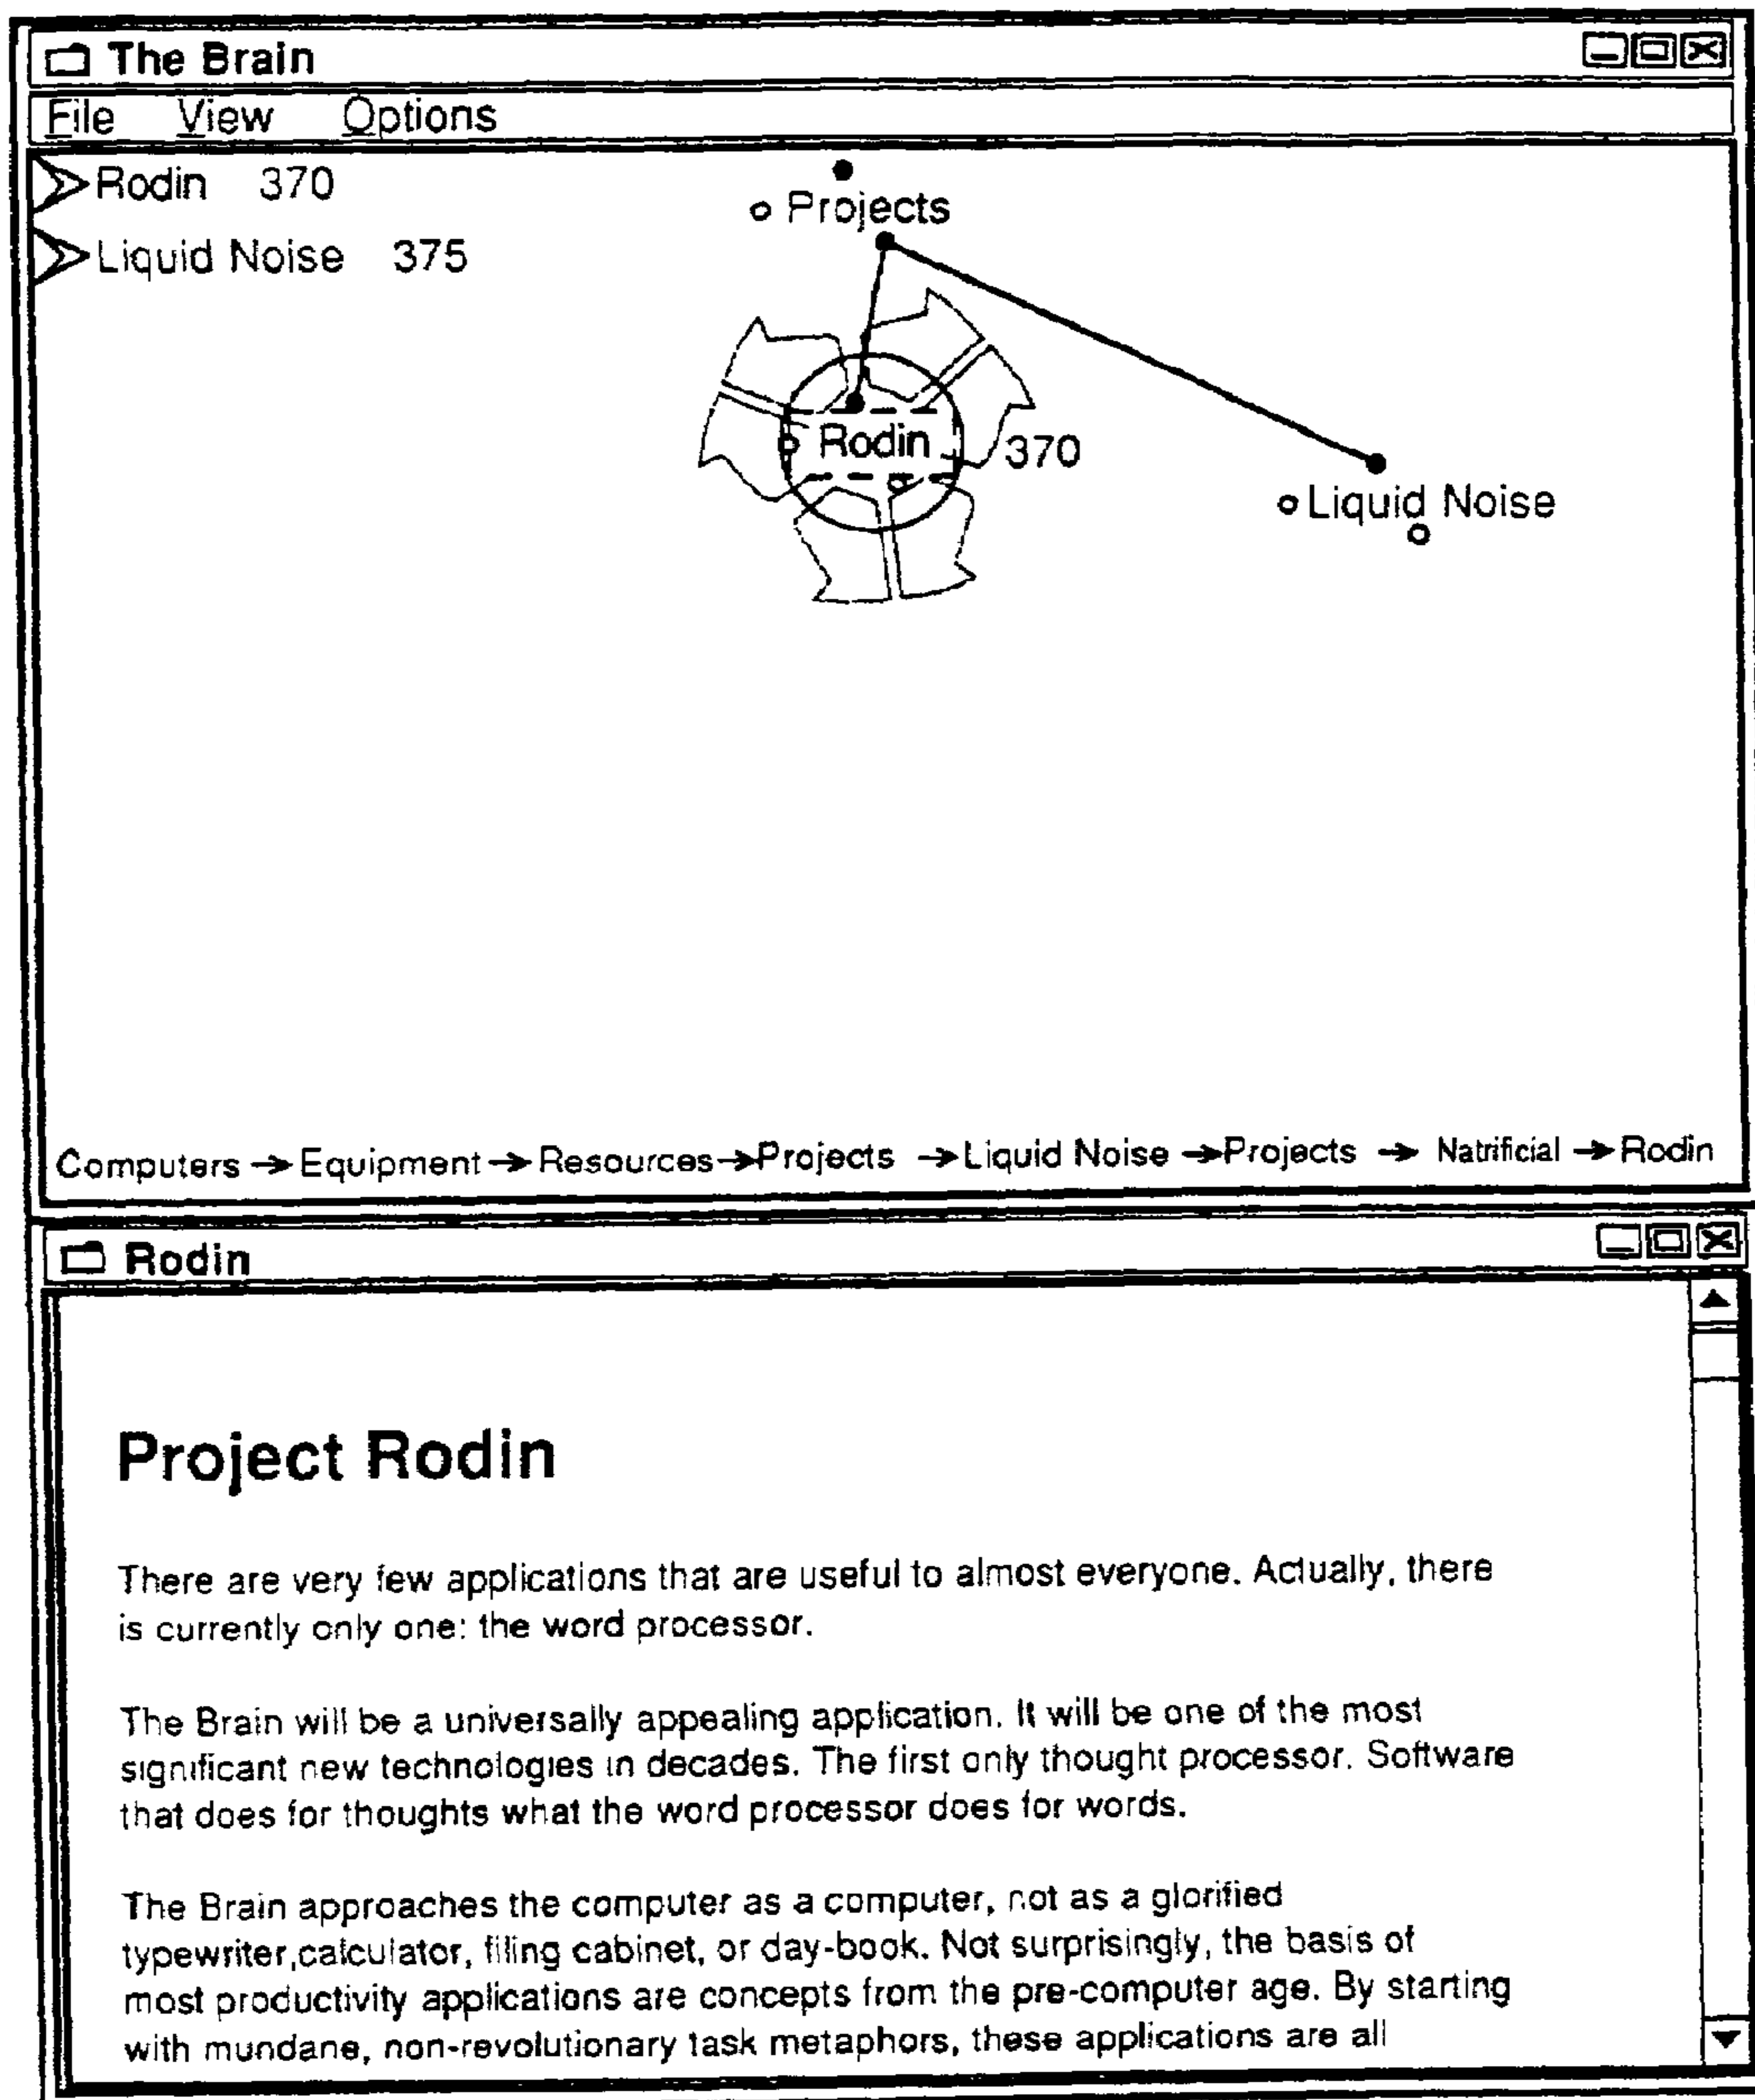 The Brain
File View Options
Rodin 370
Liquid Noise 375
Projects
Rodin 370
Liquid Noise
Computers → Equipment → Resources → Projects → Liquid Noise → Projects → Natrificial → Rodin
Rodin
Project Rodin
There are very few applications that are useful to almost everyone. Actually, there
is currently only one: the word processor.
The Brain will be a universally appealing application. It will be one of the most
significant new technologies in decades. The first only thought processor. Software
that does for thoughts what the word processor does for words.
The Brain approaches the computer as a computer, not as a glorified
typewriter,calculator, filing cabinet, or day-book. Not surprisingly, the basis of
most productivity applications are concepts from the pre-computer age. By starting
with mundane, non-revolutionary task metaphors, these applications are all